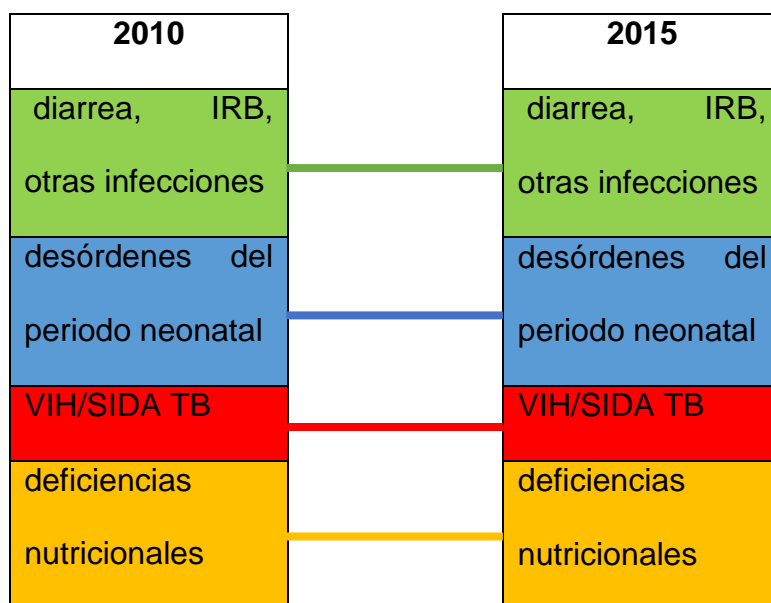 2010
2015
diarrea, IRB,
otras infecciones
diarrea, IRB,
otras infecciones
desórdenes del
periodo neonatal
desórdenes del
periodo neonatal
VIH/SIDA TB
VIH/SIDA TB
deficiencias
nutricionales
deficiencias
nutricionales